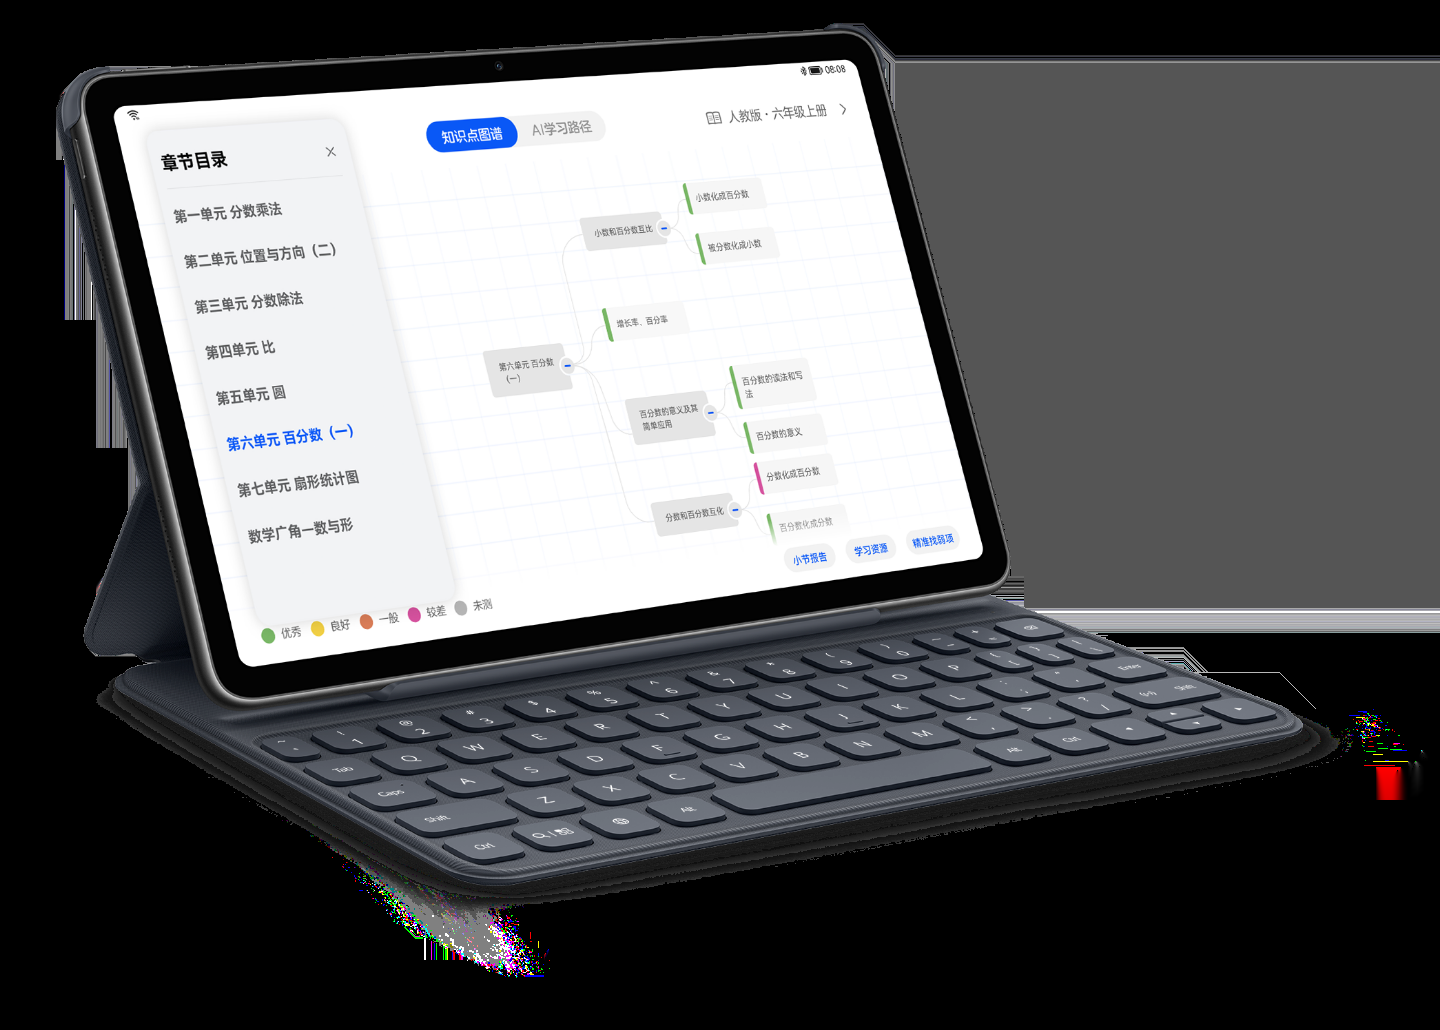 08:08
知识点图谱
AI学习路径
人教版·六年级上册
章节目录
第一单元 分数乘法
第二单元 位置与方向（二）
第三单元 分数除法
第四单元 比
第五单元 圆
第六单元 百分数（一）
第七单元 扇形统计图
数学广角—数与形
小数和百分数互比
小数化成百分数
被分数化成小数
增长率、百分率
第六单元 百分数
（一）
百分数的意义及其
简单应用
百分数的读法和写
法
百分数的意义
分数和百分数互化
分数化成百分数
百分数化成分数
小节报告
学习资源
精准找弱项
优秀
良好
一般
较差
未测
~ ! 1 @ 2 # 3 $ 4 % 5 ^ 6 & 7 * 8 ( 9 ) 0 + =
Tab Q W E R T Y U I O P
Caps A S D F G H J K L Enter
Shift Z X C V B N M < , > . ? / Shift
Ctrl Alt Alt Ctrl